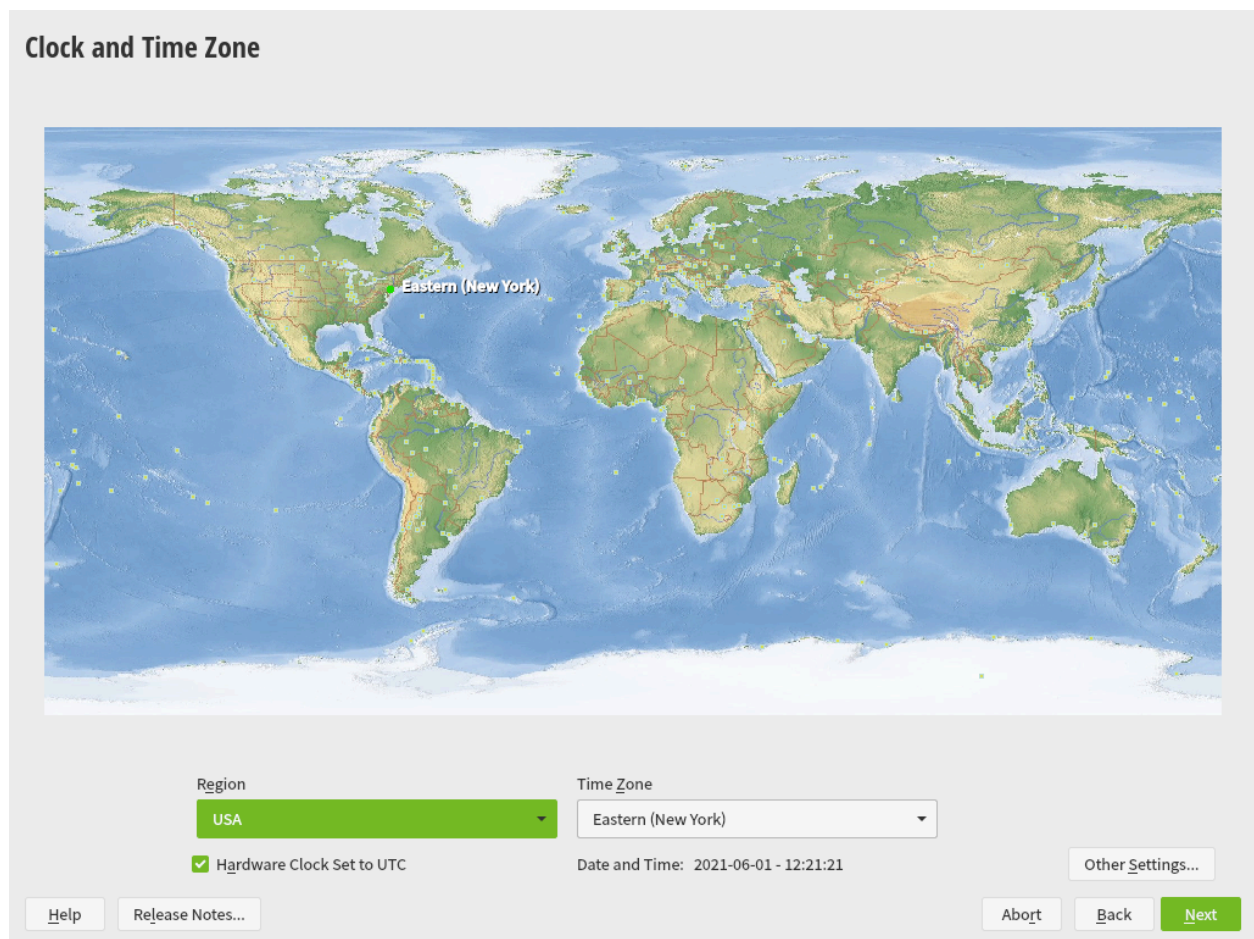 Clock and Time Zone
Eastern (New York)
Region
Time Zone
USA
Eastern (New York)
Hardware Clock Set to UTC
Date and Time: 2021-06-01 - 12:21:21
Other Settings...
Help
Release Notes...
Abort
Back
Next